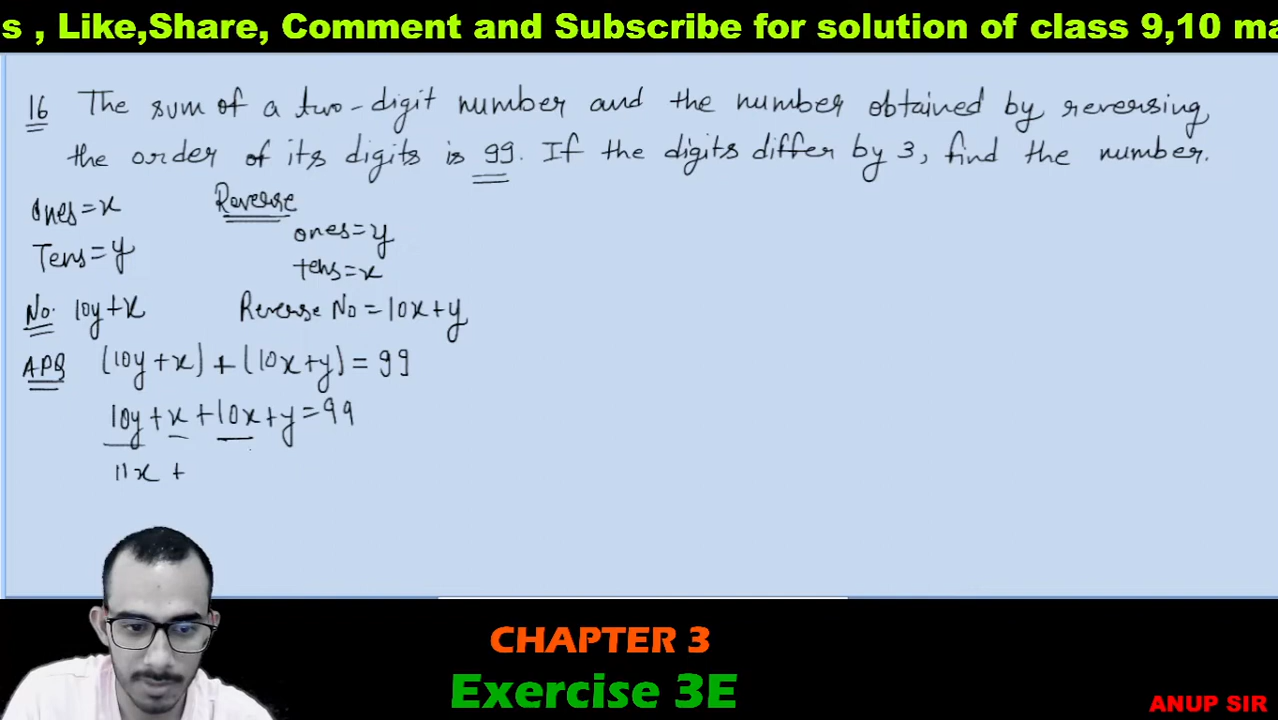 s , Like,Share, Comment and Subscribe for solution of class 9,10 ma
16 The sum of a two-digit number and the number obtained by reversing
the order of its digits is 99. If the digits differ by 3, find the number.
Ones=x
Tens=y
Reverse
ones=y
tens=x
No. 10y+x
Reverse No=10x+y
APQ (10y+x)+(10x+y)=99
10y+x+10x+y=99
11x +
CHAPTER 3
Exercise 3E
ANUP SIR